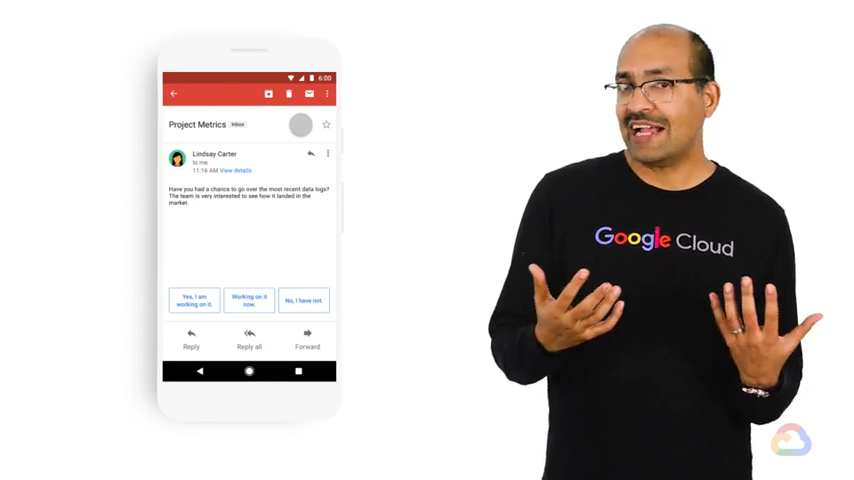 6:00
Project Metrics Inbox
Lindsay Carter
to me
11:16 AM View details
Have you had a chance to go over the most recent data logs?
The team is very interested to see how it landed in the
market.
Yes, I am
working on it.
Working on it
now.
No, I have not.
Reply
Reply all
Forward
Google Cloud